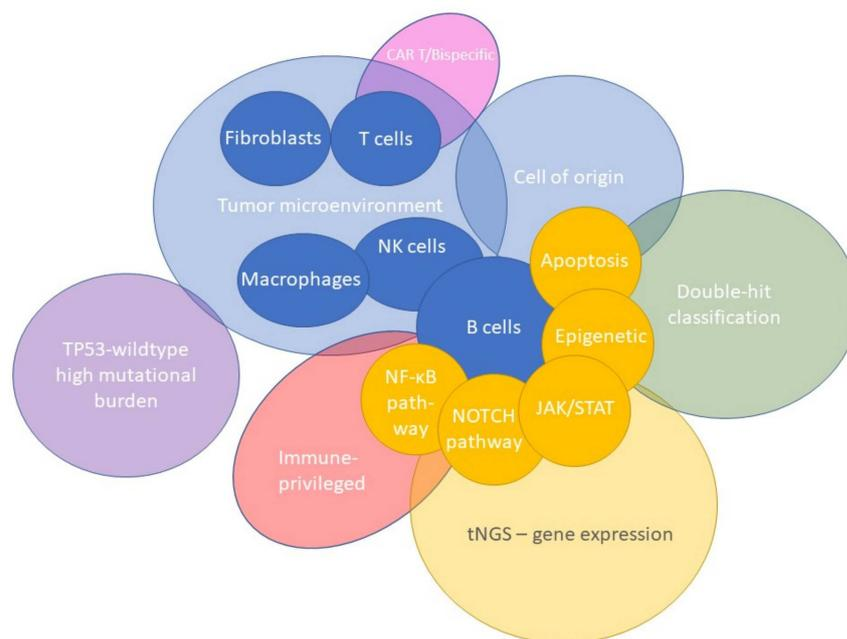 CAR T/Bispecific
Fibroblasts
T cells
Cell of origin
Tumor microenvironment
NK cells
Macrophages
Apoptosis
Double-hit
classification
B cells
Epigenetic
TP53-wildtype
high mutational
burden
NF-κB
path-
way
NOTCH
pathway
JAK/STAT
Immune-
privileged
tNGS – gene expression